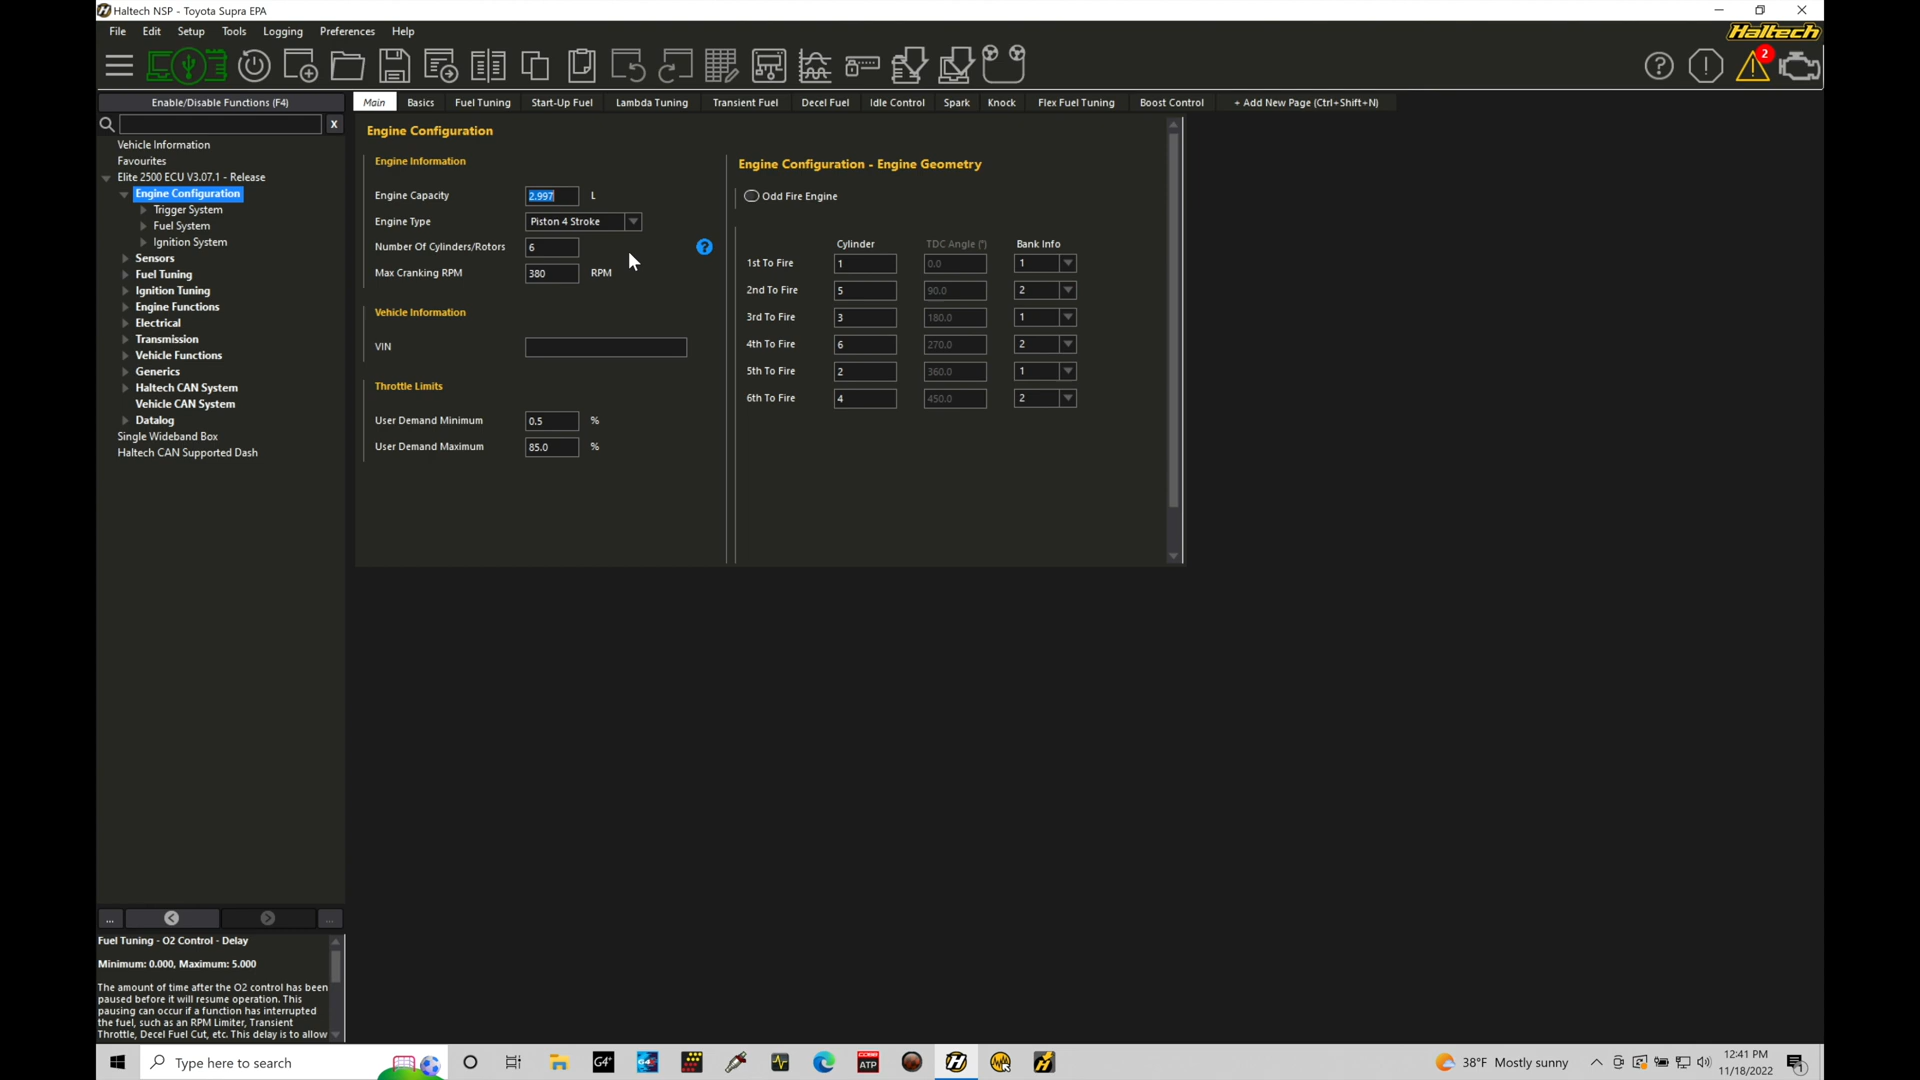 Haltech NSP - Toyota Supra EPA
File Edit Setup Tools Logging Preferences Help
Haltech
2
Enable/Disable Functions (F4)
Main Basics Fuel Tuning Start-Up Fuel Lambda Tuning Transient Fuel Decel Fuel Idle Control Spark Knock Flex Fuel Tuning Boost Control + Add New Page (Ctrl+Shift+N)
X
Vehicle Information
Favourites
Elite 2500 ECU V3.07.1 - Release
Engine Configuration
Trigger System
Fuel System
Ignition System
Sensors
Fuel Tuning
Ignition Tuning
Engine Functions
Electrical
Transmission
Vehicle Functions
Generics
Haltech CAN System
Vehicle CAN System
Datalog
Single Wideband Box
Haltech CAN Supported Dash
Engine Configuration
Engine Information
Engine Capacity 2.997 L
Engine Type Piston 4 Stroke
Number Of Cylinders/Rotors 6 ?
Max Cranking RPM 380 RPM
Vehicle Information
VIN
Throttle Limits
User Demand Minimum 0.5 %
User Demand Maximum 85.0 %
Engine Configuration - Engine Geometry
Odd Fire Engine
Cylinder TDC Angle (°) Bank Info
1st To Fire 1 0.0 1
2nd To Fire 5 90.0 2
3rd To Fire 3 180.0 1
4th To Fire 6 270.0 2
5th To Fire 2 360.0 1
6th To Fire 4 450.0 2
... ...
Fuel Tuning - O2 Control - Delay
Minimum: 0.000, Maximum: 5.000
The amount of time after the O2 control has been
paused before it will resume operation. This
pausing can occur if a function has interrupted
the fuel, such as an RPM Limiter, Transient
Throttle, Decel Fuel Cut, etc. This delay is to allow
Type here to search
G4+
ATP
38°F Mostly sunny
12:41 PM
11/18/2022
1